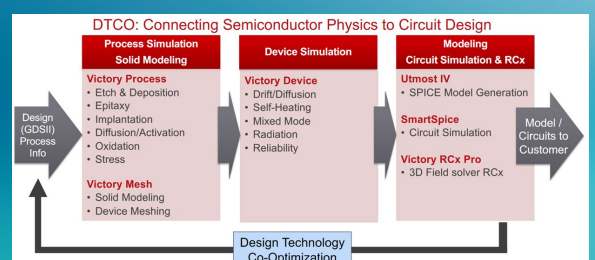 DTCO: Connecting Semiconductor Physics to Circuit Design
Process Simulation
Solid Modeling
Device Simulation
Modeling
Circuit Simulation & RCx
Design
(GDSII)
Process
Info
Victory Process
• Etch & Deposition
• Epitaxy
• Implantation
• Diffusion/Activation
• Oxidation
• Stress
Victory Mesh
• Solid Modeling
• Device Meshing
Victory Device
• Drift/Diffusion
• Self-Heating
• Mixed Mode
• Radiation
• Reliability
Utmost IV
• SPICE Model Generation
SmartSpice
• Circuit Simulation
Victory RCx Pro
• 3D Field solver RCx
Model /
Circuits to
Customer
Design Technology
Co-Optimization